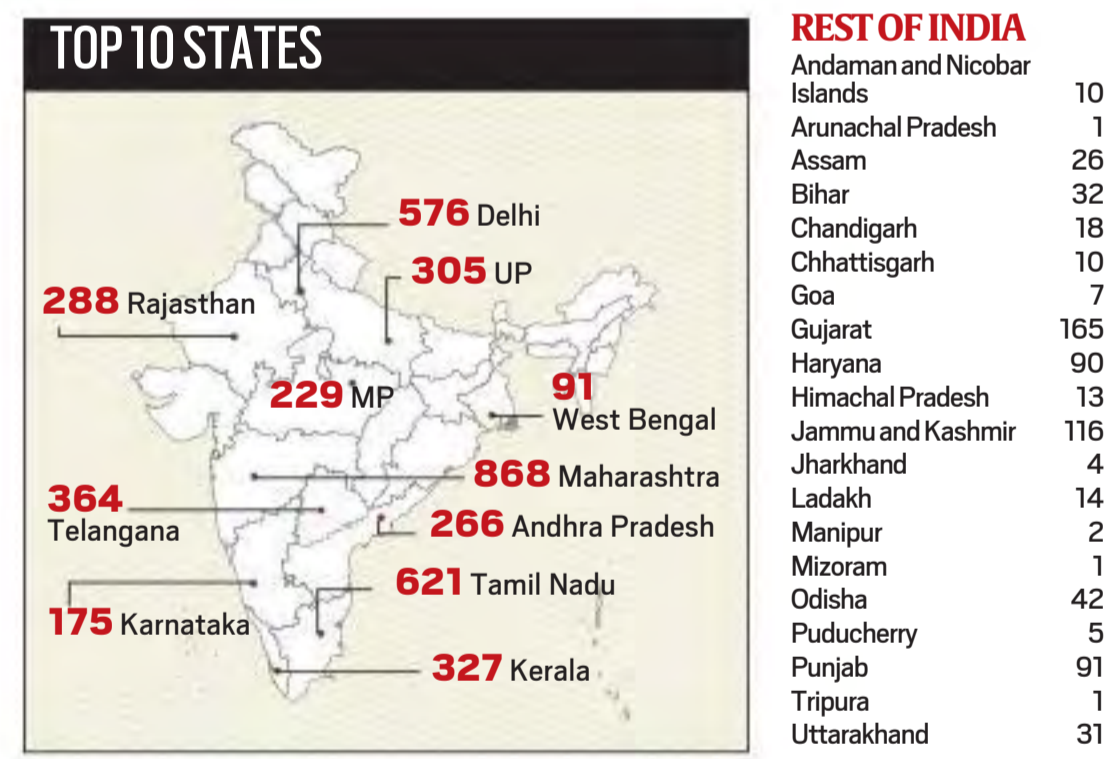 TOP 10 STATES
576 Delhi
305 UP
288 Rajasthan
229 MP
91
West Bengal
868 Maharashtra
364
Telangana
266 Andhra Pradesh
621 Tamil Nadu
175 Karnataka
327 Kerala
REST OF INDIA
Andaman and Nicobar
Islands 10
Arunachal Pradesh 1
Assam 26
Bihar 32
Chandigarh 18
Chhattisgarh 10
Goa 7
Gujarat 165
Haryana 90
Himachal Pradesh 13
Jammu and Kashmir 116
Jharkhand 4
Ladakh 14
Manipur 2
Mizoram 1
Odisha 42
Puducherry 5
Punjab 91
Tripura 1
Uttarakhand 31